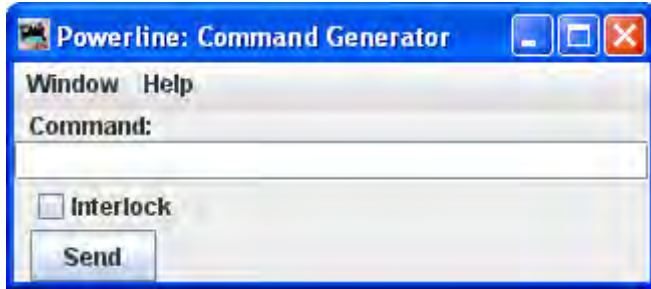 Powerline: Command Generator
Window Help
Command:
Interlock
Send